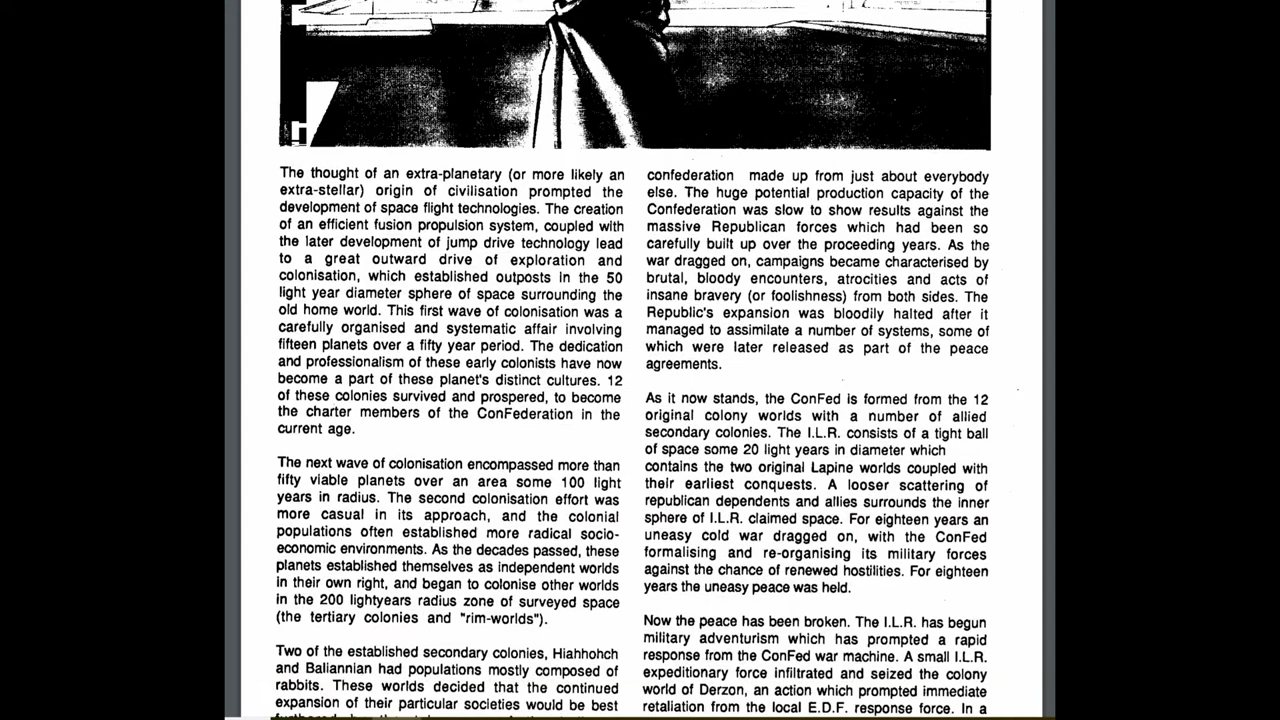 The thought of an extra-planetary (or more likely an
extra-stellar) origin of civilisation prompted the
development of space flight technologies. The creation
of an efficient fusion propulsion system, coupled with
the later development of jump drive technology lead
to a great outward drive of exploration and
colonisation, which established outposts in the 50
light year diameter sphere of space surrounding the
old home world. This first wave of colonisation was a
carefully organised and systematic affair involving
fifteen planets over a fifty year period. The dedication
and professionalism of these early colonists have now
become a part of these planet's distinct cultures. 12
of these colonies survived and prospered, to become
the charter members of the ConFederation in the
current age.
The next wave of colonisation encompassed more than
fifty viable planets over an area some 100 light
years in radius. The second colonisation effort was
more casual in its approach, and the colonial
populations often established more radical socio-
economic environments. As the decades passed, these
planets established themselves as independent worlds
in their own right, and began to colonise other worlds
in the 200 lightyears radius zone of surveyed space
(the tertiary colonies and "rim-worlds").
Two of the established secondary colonies, Hiahhohch
and Baliannian had populations mostly composed of
rabbits. These worlds decided that the continued
expansion of their particular societies would be best
confederation made up from just about everybody
else. The huge potential production capacity of the
Confederation was slow to show results against the
massive Republican forces which had been so
carefully built up over the proceeding years. As the
war dragged on, campaigns became characterised by
brutal, bloody encounters, atrocities and acts of
insane bravery (or foolishness) from both sides. The
Republic's expansion was bloodily halted after it
managed to assimilate a number of systems, some of
which were later released as part of the peace
agreements.
As it now stands, the ConFed is formed from the 12
original colony worlds with a number of allied
secondary colonies. The I.L.R. consists of a tight ball
of space some 20 light years in diameter which
contains the two original Lapine worlds coupled with
their earliest conquests. A looser scattering of
republican dependents and allies surrounds the inner
sphere of I.L.R. claimed space. For eighteen years an
uneasy cold war dragged on, with the ConFed
formalising and re-organising its military forces
against the chance of renewed hostilities. For eighteen
years the uneasy peace was held.
Now the peace has been broken. The I.L.R. has begun
military adventurism which has prompted a rapid
response from the ConFed war machine. A small I.L.R.
expeditionary force infiltrated and seized the colony
world of Derzon, an action which prompted immediate
retaliation from the local E.D.F. response force. In a